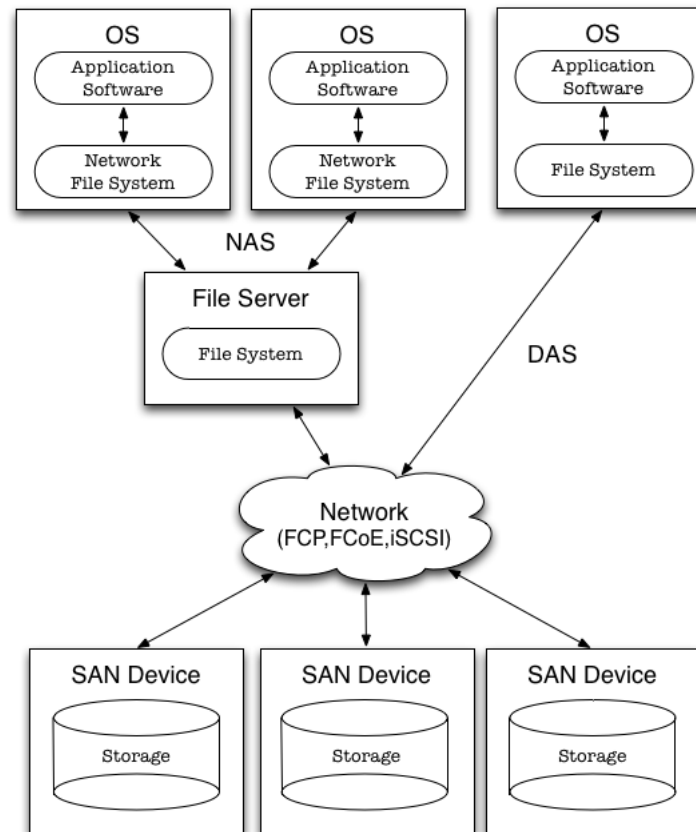 OS
Application
Software
Network
File System
OS
Application
Software
Network
File System
OS
Application
Software
File System
NAS
File Server
File System
DAS
Network
(FCP,FCoE,iSCSI)
SAN Device
Storage
SAN Device
Storage
SAN Device
Storage